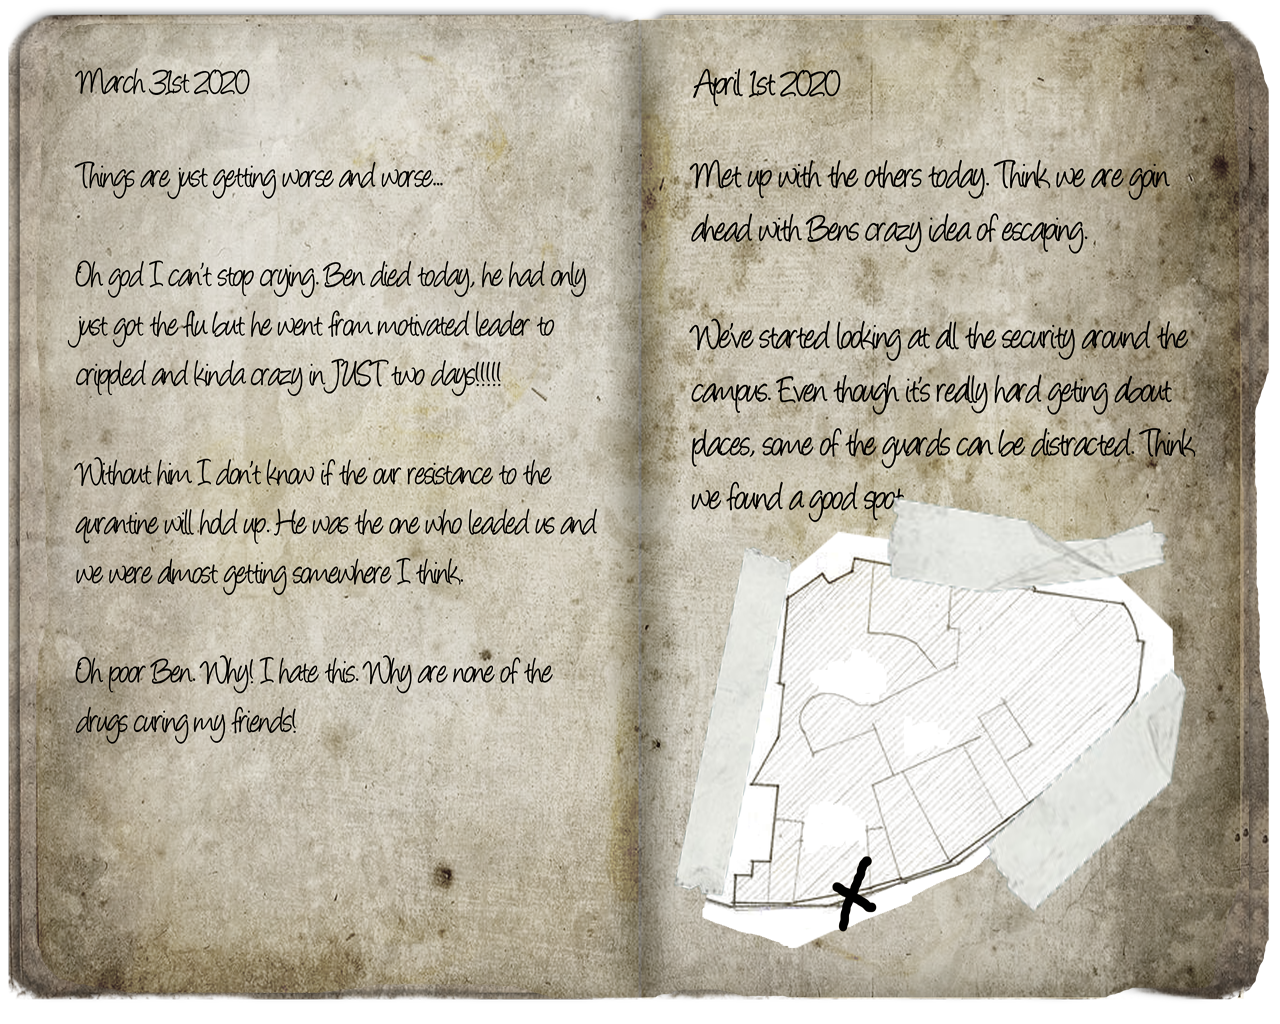 March 31st 2020
Things are just getting worse and worse...
Oh god I can't stop crying. Ben died today, he had only
just got the flu but he went from motivated leader to
crippled and kinda crazy in JUST two days!!!!!
Without him I don't know if the our resistance to the
qurantine will hold up. He was the one who leaded us and
we were almost getting somewhere I think.
Oh poor Ben. Why! I hate this. Why are none of the
drugs curing my friends!
April 1st 2020
Met up with the others today. Think we are goin
ahead with Bens crazy idea of escaping.
We've started looking at all the security around the
campus. Even though it's really hard geting about
places, some of the guards can be distracted. Think
we found a good spot